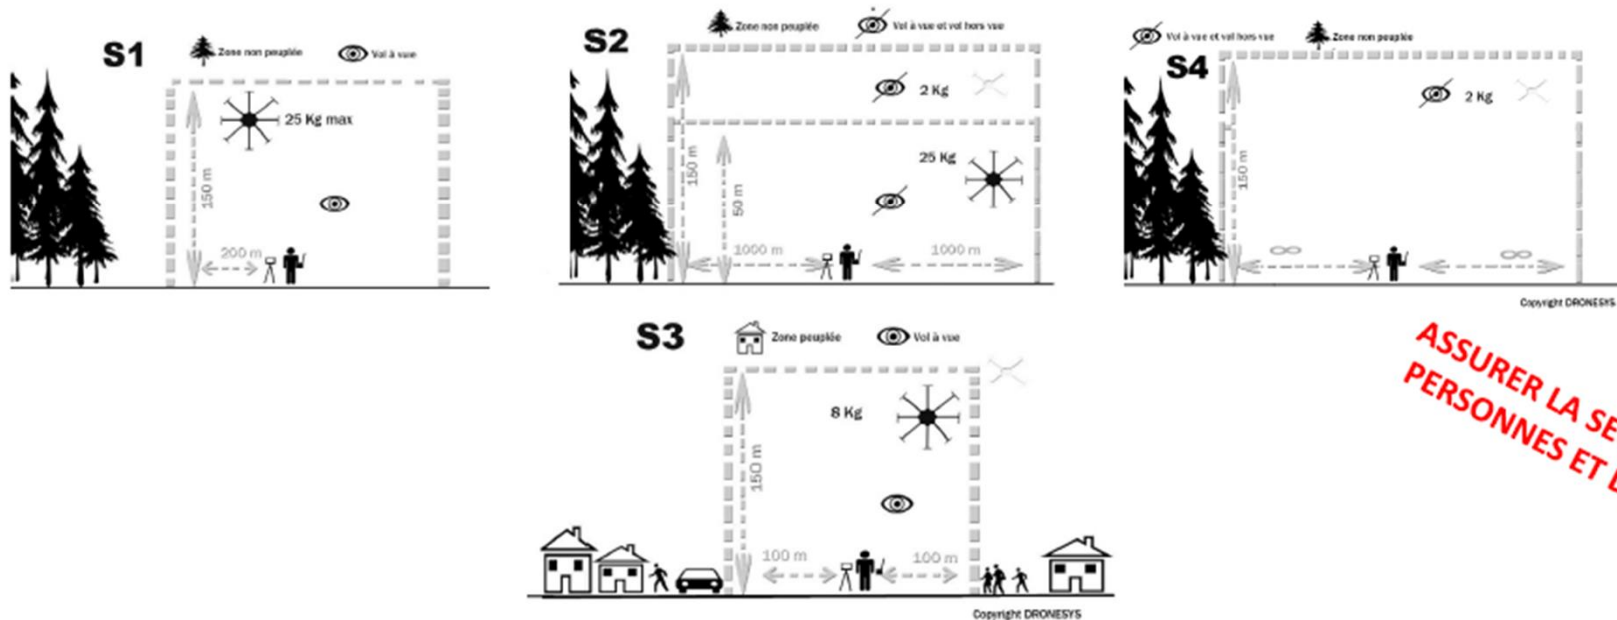 S1
Zone non peuplée
Vol à vue
25 Kg max
150 m
200 m
S2
Zone non peuplée
Vol à vue et vol hors vue
2 Kg
25 Kg
150 m
50 m
1000 m
1000 m
Vol à vue et vol hors vue
Zone non peuplée
S4
2 Kg
150 m
Copyright DRONESYS
S3
Zone peuplée
Vol à vue
8 Kg
150 m
100 m
100 m
Copyright DRONESYS
ASSURER LA SE
PERSONNES ET